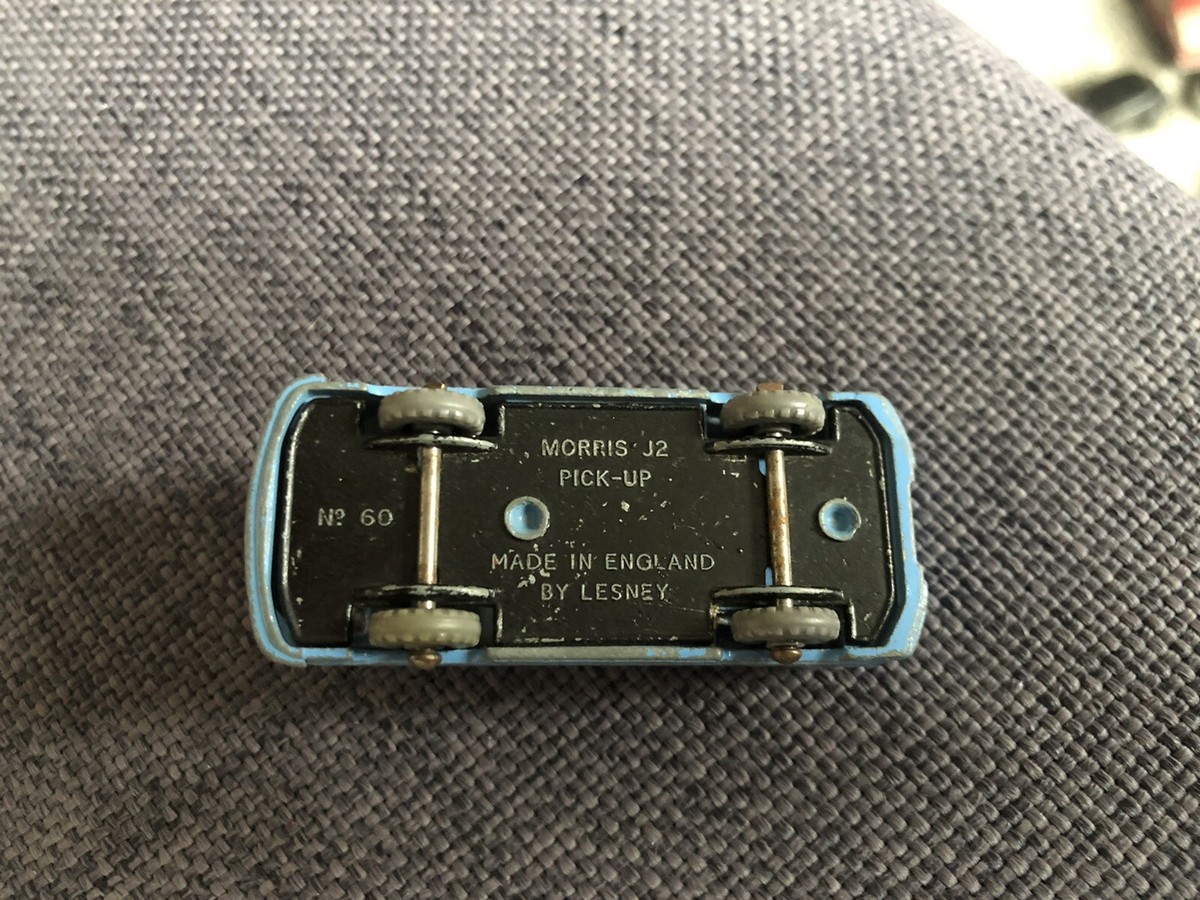 MORRIS J2
PICK-UP
Nº 60
MADE IN ENGLAND
BY LESNEY